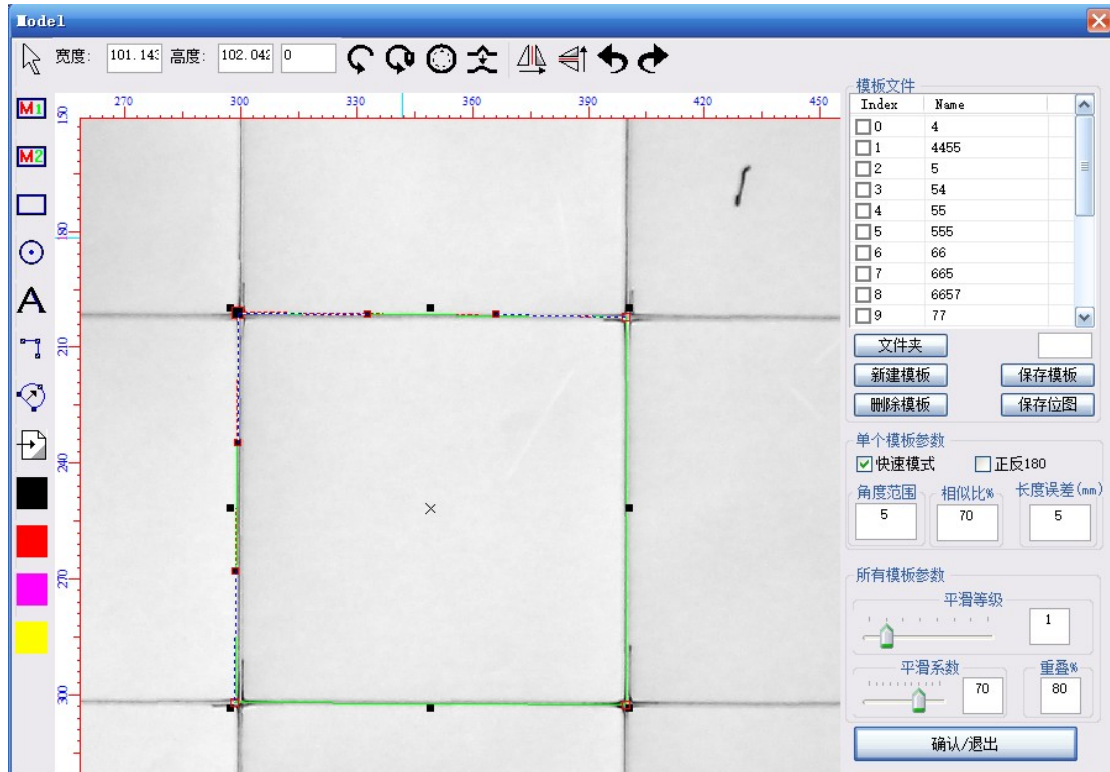 Model
宽度: 101.143 高度: 102.042 0
M1
M2
A
270 300 330 360 390 420 450
150
180
210
240
270
300
模板文件
Index Name
0 4
1 4455
2 5
3 54
4 55
5 555
6 66
7 665
8 6657
9 77
文件夹
新建模板 保存模板
删除模板 保存位图
单个模板参数
快速模式 正反180
角度范围 相似比% 长度误差(mm)
5 70 5
所有模板参数
平滑等级
1
平滑系数 重叠%
70 80
确认/退出